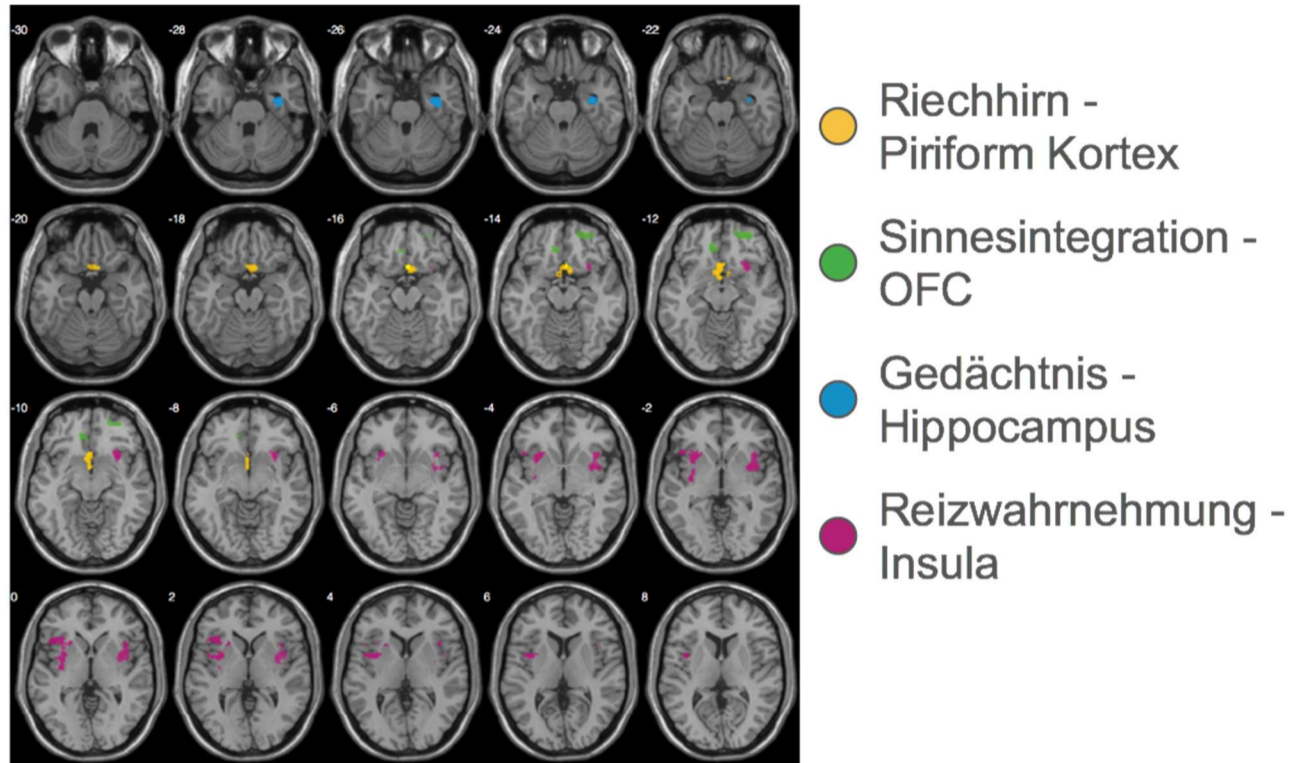 -30 -28 -26 -24 -22
-20 -18 -16 -14 -12
-10 -8 -6 -4 -2
0 2 4 6 8
Riechhirn -
Piriform Kortex
Sinnesintegration -
OFC
Gedächtnis -
Hippocampus
Reizwahrnehmung -
Insula